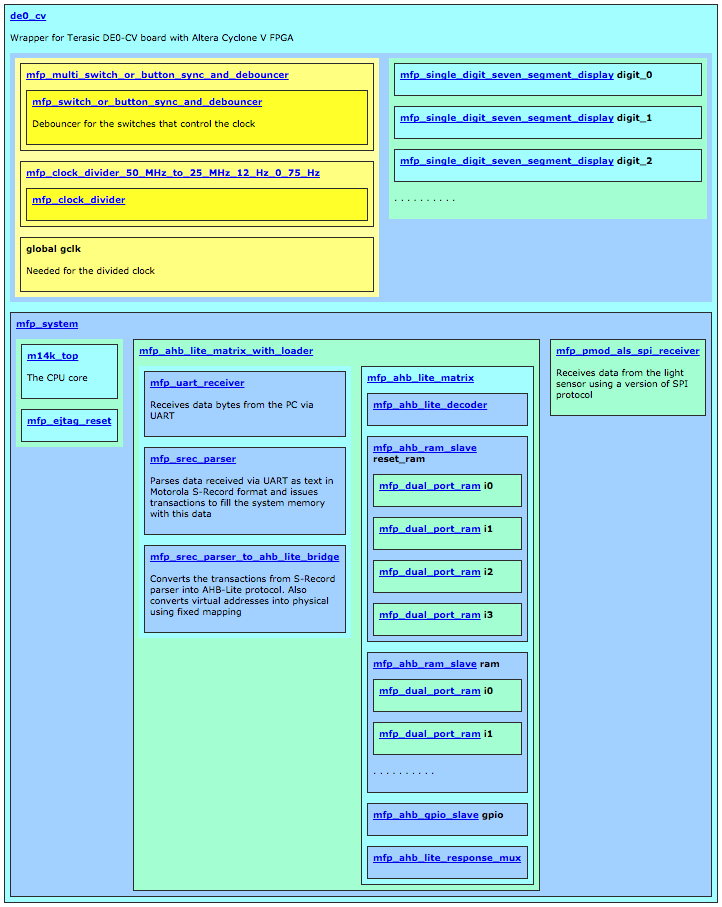 de0_cv
Wrapper for Terasic DE0-CV board with Altera Cyclone V FPGA
mfp_multi_switch_or_button_sync_and_debouncer
mfp_switch_or_button_sync_and_debouncer
Debouncer for the switches that control the clock
mfp_clock_divider_50_MHz_to_25_MHz_12_Hz_0_75_Hz
mfp_clock_divider
global gclk
Needed for the divided clock
mfp_single_digit_seven_segment_display digit_0
mfp_single_digit_seven_segment_display digit_1
mfp_single_digit_seven_segment_display digit_2
. . . . . . . . . .
mfp_system
m14k_top
The CPU core
mfp_ejtag_reset
mfp_ahb_lite_matrix_with_loader
mfp_uart_receiver
Receives data bytes from the PC via
UART
mfp_srec_parser
Parses data received via UART as text in
Motorola S-Record format and issues
transactions to fill the system memory
with this data
mfp_srec_parser_to_ahb_lite_bridge
Converts the transactions from S-Record
parser into AHB-Lite protocol. Also
converts virtual addresses into physical
using fixed mapping
mfp_ahb_lite_matrix
mfp_ahb_lite_decoder
mfp_ahb_ram_slave
reset_ram
mfp_dual_port_ram i0
mfp_dual_port_ram i1
mfp_dual_port_ram i2
mfp_dual_port_ram i3
mfp_ahb_ram_slave ram
mfp_dual_port_ram i0
mfp_dual_port_ram i1
. . . . . . . . . .
mfp_ahb_gpio_slave gpio
mfp_ahb_lite_response_mux
mfp_pmod_als_spi_receiver
Receives data from the light
sensor using a version of SPI
protocol